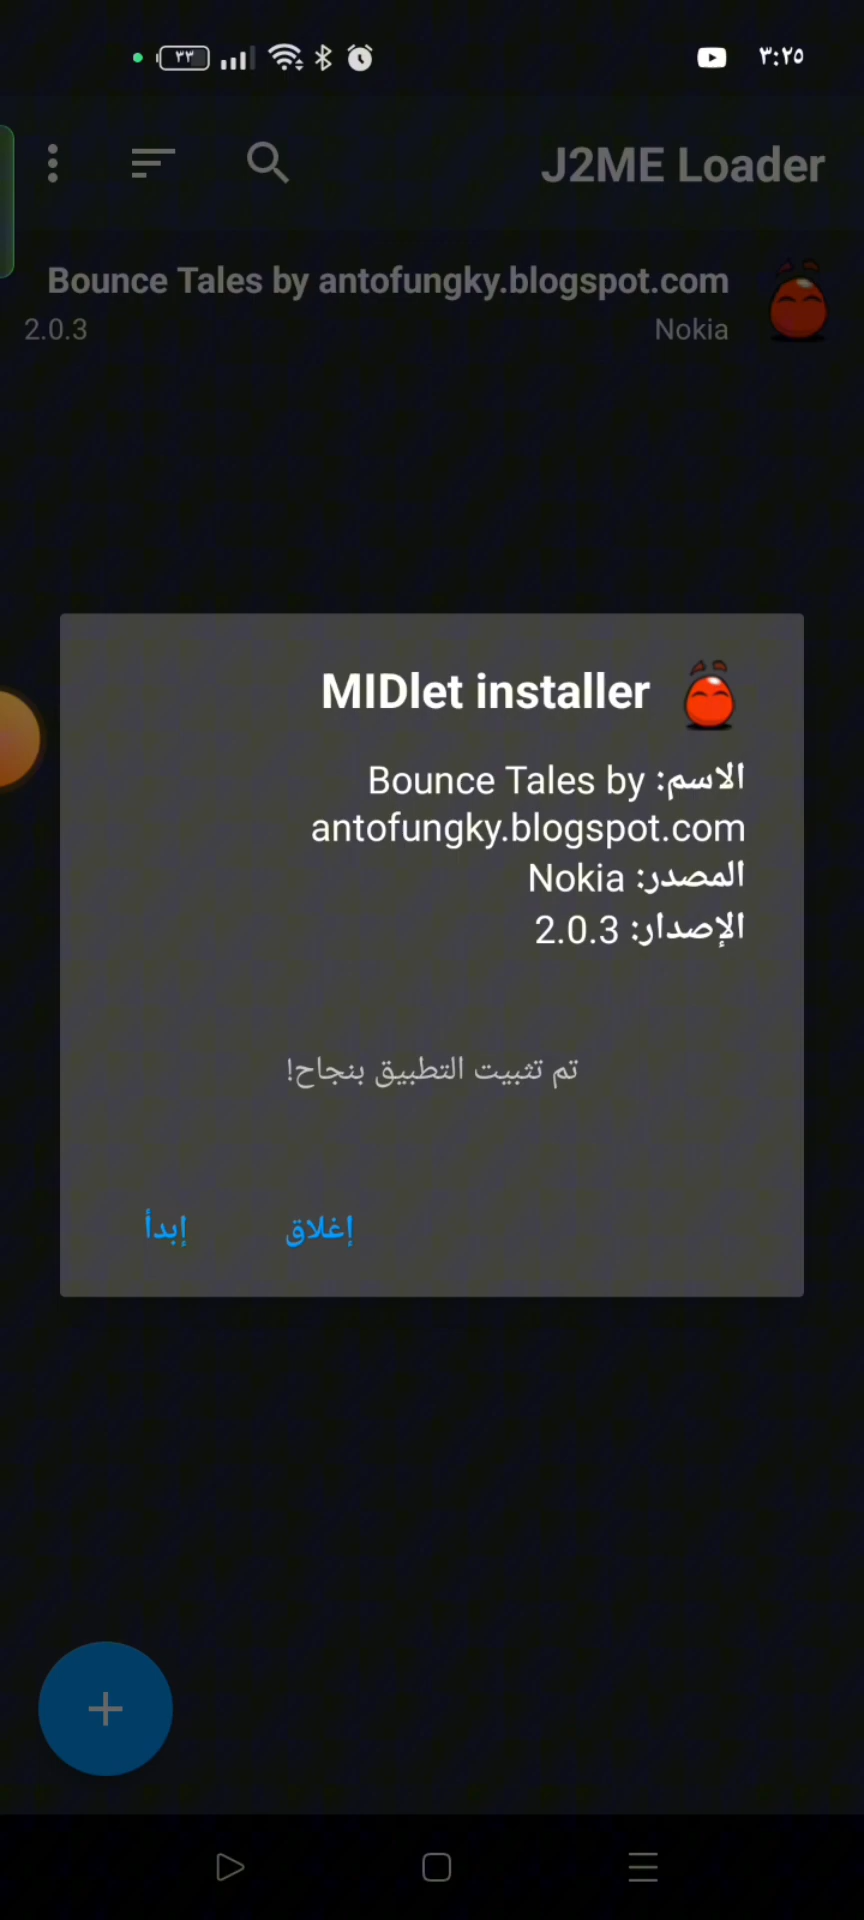 ٣٣
٣:٢٥
J2ME Loader
Bounce Tales by antofungky.blogspot.com
Nokia
2.0.3
MIDlet installer
الاسم: Bounce Tales by
antofungky.blogspot.com
المصدر: Nokia
الإصدار: 2.0.3
تم تثبيت التطبيق بنجاح!
إغلاق
إبدأ